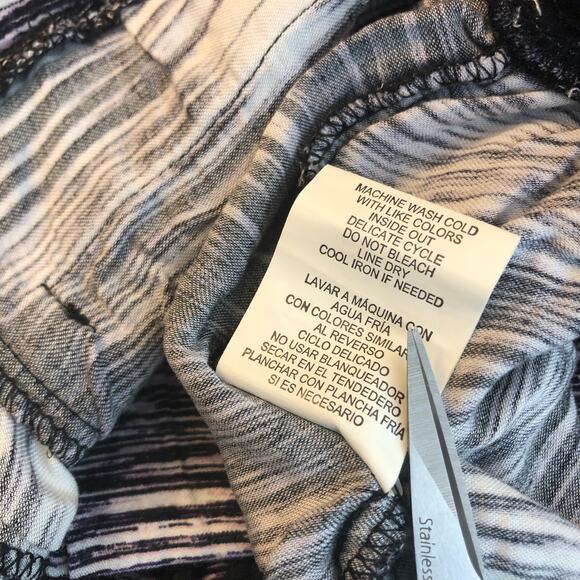 MACHINE WASH COLD
WITH LIKE COLORS
INSIDE OUT
DELICATE CYCLE
DO NOT BLEACH
LINE DRY
COOL IRON IF NEEDED
LAVAR A MÁQUINA CON
AGUA FRÍA
CON COLORES SIMILAR
AL REVERSO
CICLO DELICADO
NO USAR BLANQUEADOR
SECAR EN EL TENDEDERO
PLANCHAR CON PLANCHA FRÍA
SI ES NECESARIO
Stainless